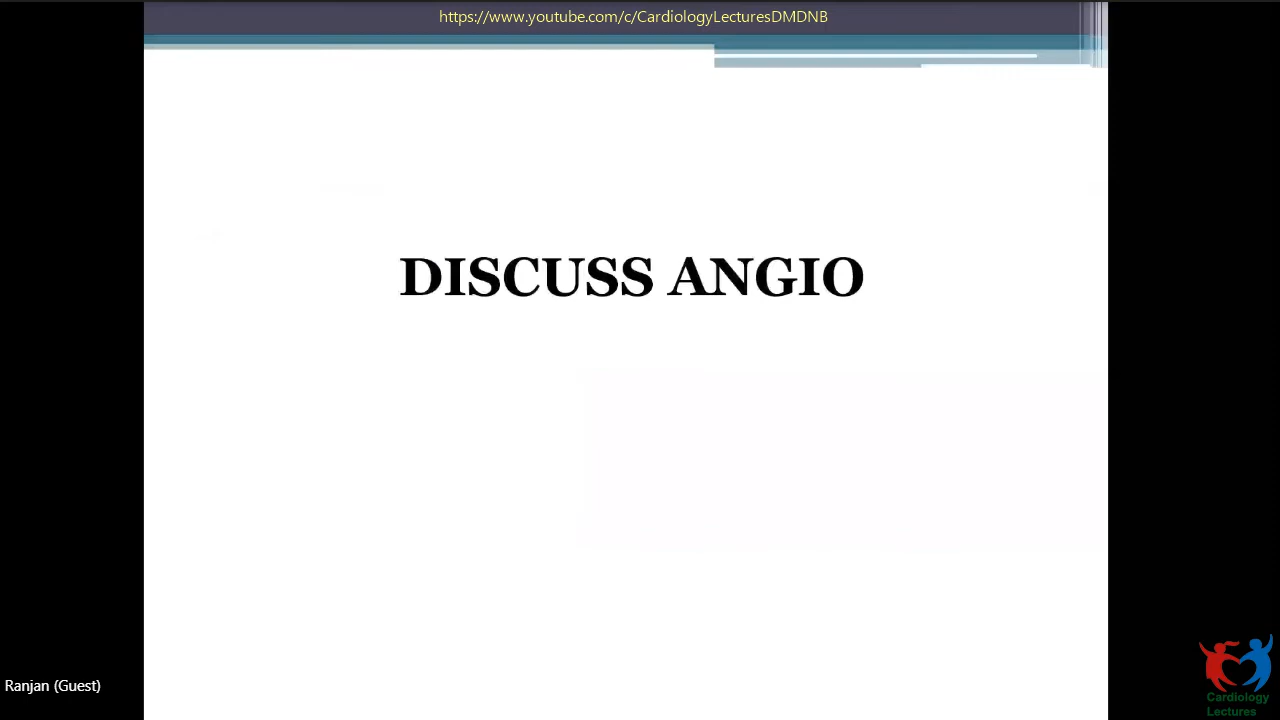 https://www.youtube.com/c/CardiologyLecturesDMDNB
DISCUSS ANGIO
Ranjan (Guest)
Cardiology
Lectures